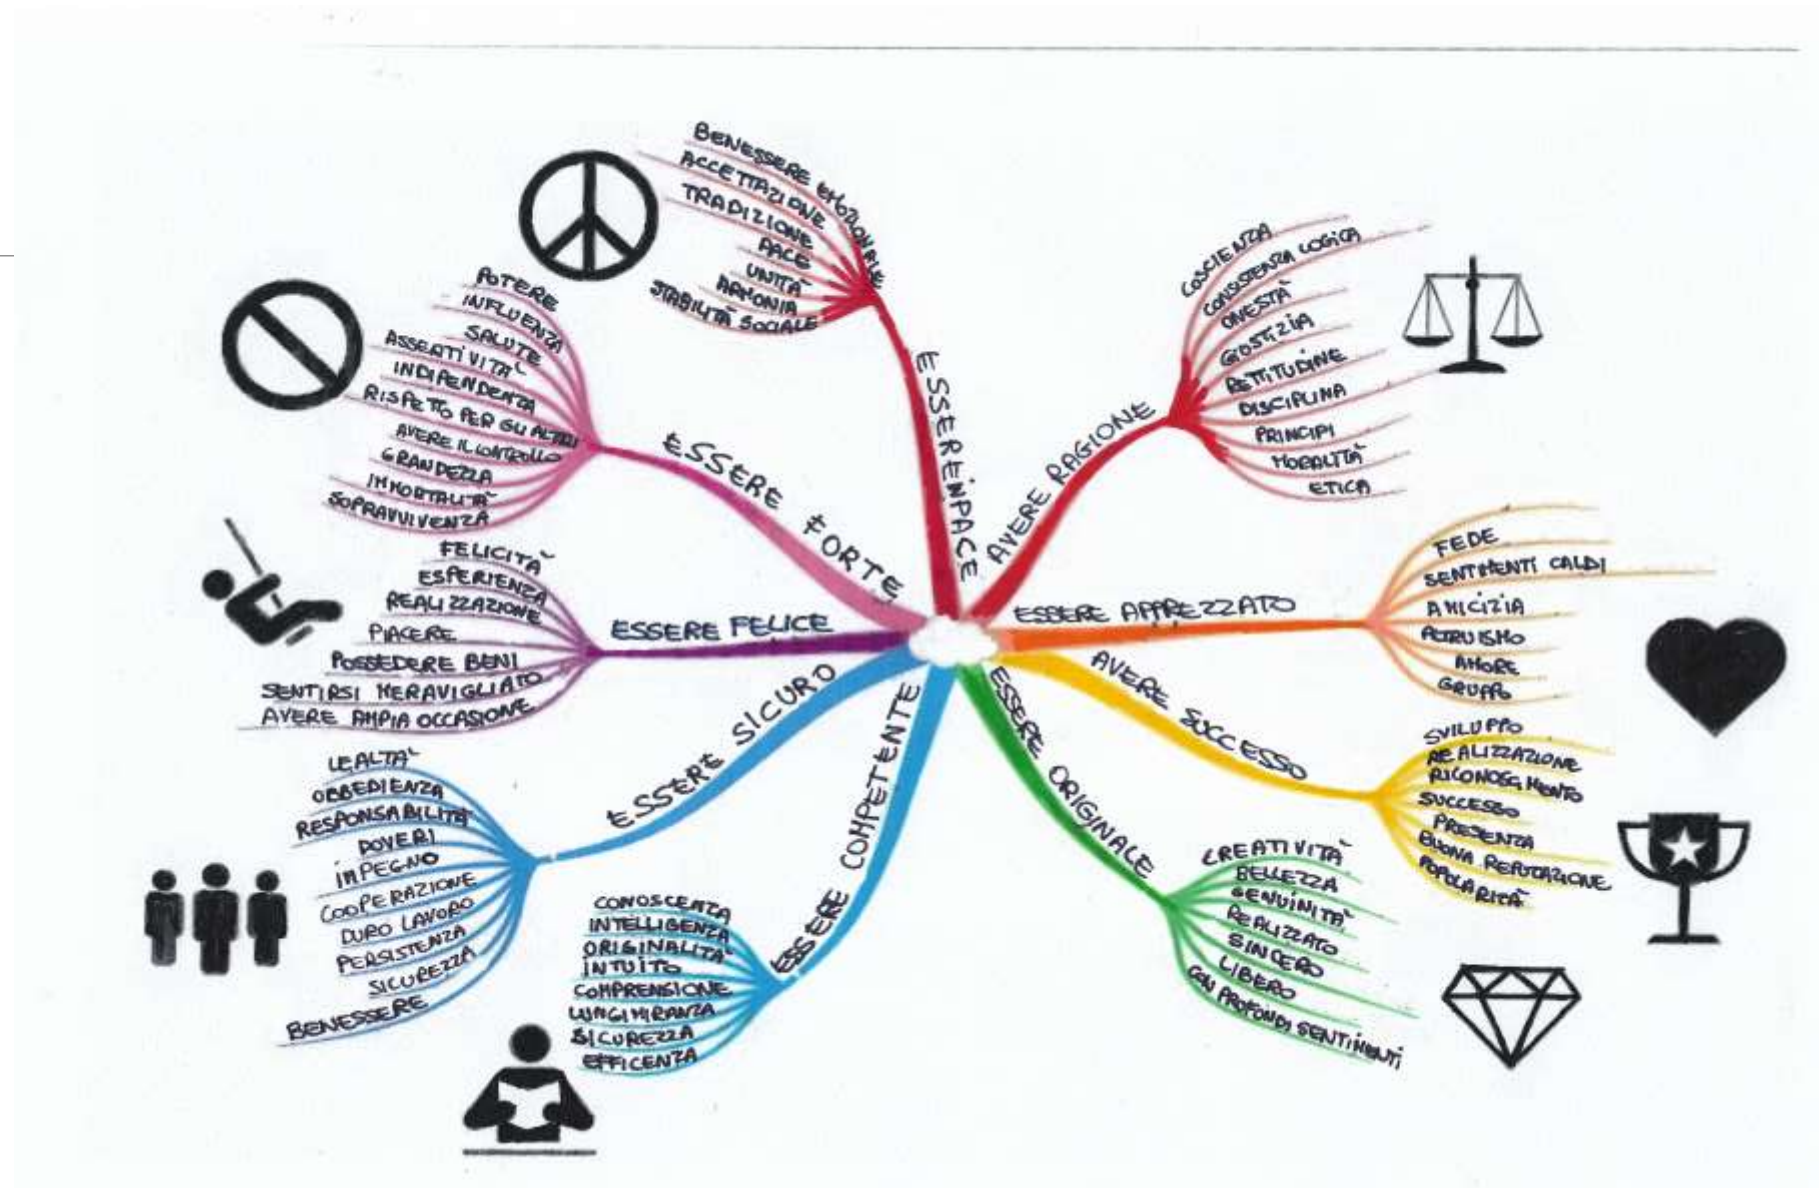 ESSERE IN PACE
BENESSERE EMOZIONALE
ACCETTAZIONE
TRADIZIONE
PACE
UNITÀ
ARMONIA
STABILITÀ SOCIALE
AVERE RAGIONE
COSCIENZA
CONSISTENZA LOGICA
ONESTÀ
GIUSTIZIA
RETTITUDINE
DISCIPLINA
PRINCIPI
MORALITÀ
ETICA
ESSERE APPREZZATO
FEDE
SENTIMENTI CALDI
AMICIZIA
ALTRUISMO
AMORE
GRUPPO
AVERE SUCCESSO
SVILUPPO
REALIZZAZIONE
RICONOSCIMENTO
SUCCESSO
PRESENZA
BUONA REPUTAZIONE
POPOLARITÀ
ESSERE ORIGINALE
CREATIVITÀ
BELLEZZA
GENUINITÀ
REALIZZATO
SINCERO
LIBERO
CON PROFONDI SENTIMENTI
ESSERE COMPETENTE
CONOSCENZA
INTELLIGENZA
ORIGINALITÀ
INTUITO
COMPRENSIONE
LUNGIMIRANZA
SICUREZZA
EFFICENZA
ESSERE SICURO
LEALTÀ
OBBEDIENZA
RESPONSABILITÀ
DOVERI
IMPEGNO
COOPERAZIONE
DURO LAVORO
PERSISTENZA
SICUREZZA
BENESSERE
ESSERE FELICE
FELICITÀ
ESPERIENZA
REALIZZAZIONE
PIACERE
POSSEDERE BENI
SENTIRSI MERAVIGLIATO
AVERE AMPIA OCCASIONE
ESSERE FORTE
POTERE
INFLUENZA
SALUTE
ASSERTIVITÀ
INDIPENDENZA
RISPETTO PER GLI ALTRI
AVERE IL CONTROLLO
GRANDEZZA
IMMORTALITÀ
SOPRAVVIVENZA